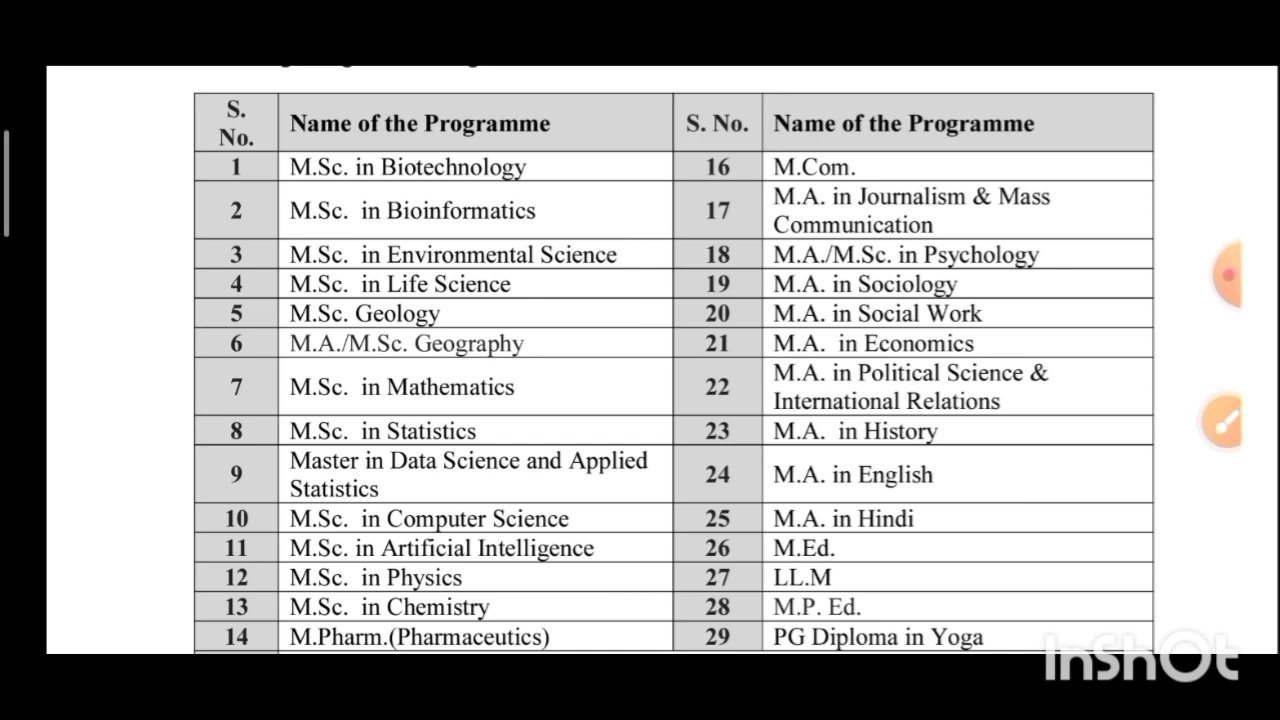 S. No. Name of the Programme S. No. Name of the Programme
1 M.Sc. in Biotechnology 16 M.Com.
2 M.Sc. in Bioinformatics 17 M.A. in Journalism & Mass Communication
3 M.Sc. in Environmental Science 18 M.A./M.Sc. in Psychology
4 M.Sc. in Life Science 19 M.A. in Sociology
5 M.Sc. Geology 20 M.A. in Social Work
6 M.A./M.Sc. Geography 21 M.A. in Economics
7 M.Sc. in Mathematics 22 M.A. in Political Science & International Relations
8 M.Sc. in Statistics 23 M.A. in History
9 Master in Data Science and Applied Statistics 24 M.A. in English
10 M.Sc. in Computer Science 25 M.A. in Hindi
11 M.Sc. in Artificial Intelligence 26 M.Ed.
12 M.Sc. in Physics 27 LL.M
13 M.Sc. in Chemistry 28 M.P. Ed.
14 M.Pharm.(Pharmaceutics) 29 PG Diploma in Yoga
InShOt